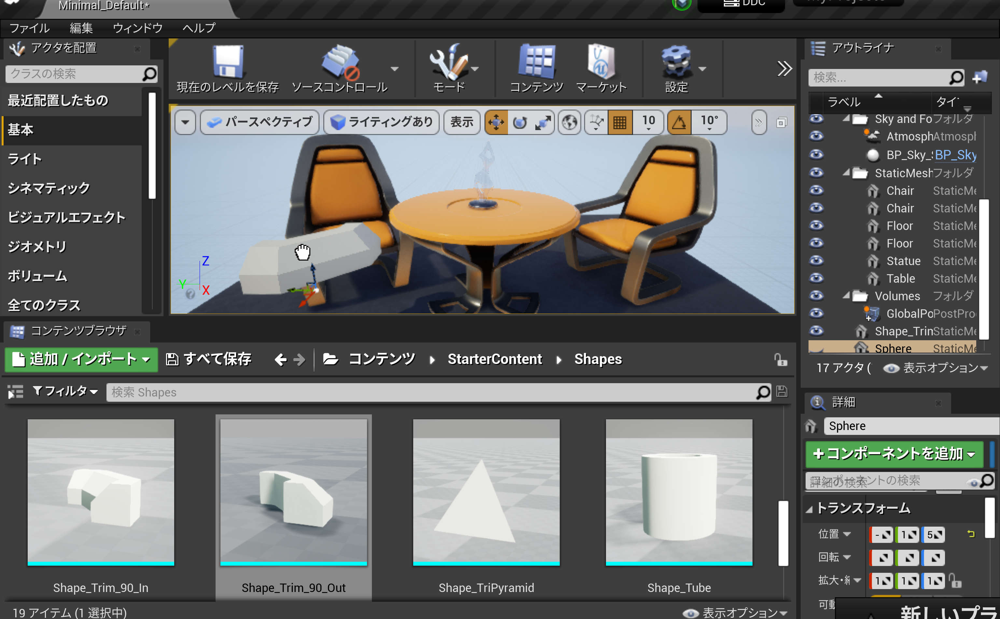 Minimal_Default*
DDC
ファイル 編集 ウィンドウ ヘルプ
アクタを配置
クラスの検索
最近配置したもの
基本
ライト
シネマティック
ビジュアルエフェクト
ジオメトリ
ボリューム
全てのクラス
現在のレベルを保存 ソースコントロール モード コンテンツ マーケット 設定
パースペクティブ ライティングあり 表示 10 10°
Z
Y
X
アウトライナ
検索...
ラベル
Sky and Fo フォルダ
Atmosph Atmosph
BP_Sky_S BP_Sky
StaticMesh フォルダ
Chair StaticMe
Chair StaticMe
Floor StaticMe
Floor StaticMe
Statue StaticMe
Table StaticMe
Volumes フォルダ
GlobalPo PostPro
Shape_Trim StaticMe
Sphere StaticMe
17 アクタ ( 表示オプション
コンテンツブラウザ
追加 / インポート すべて保存 コンテンツ StarterContent Shapes
フィルタ 検索 Shapes
Shape_Trim_90_In
Shape_Trim_90_Out
Shape_TriPyramid
Shape_Tube
19 アイテム (1 選択中) 表示オプション
詳細
Sphere
+コンポーネントを追加
コンポーネントの検索
詳細の検索
トランスフォーム
位置 - 1 5
回転
拡大・ 1 1 1
可動
新しいプラ